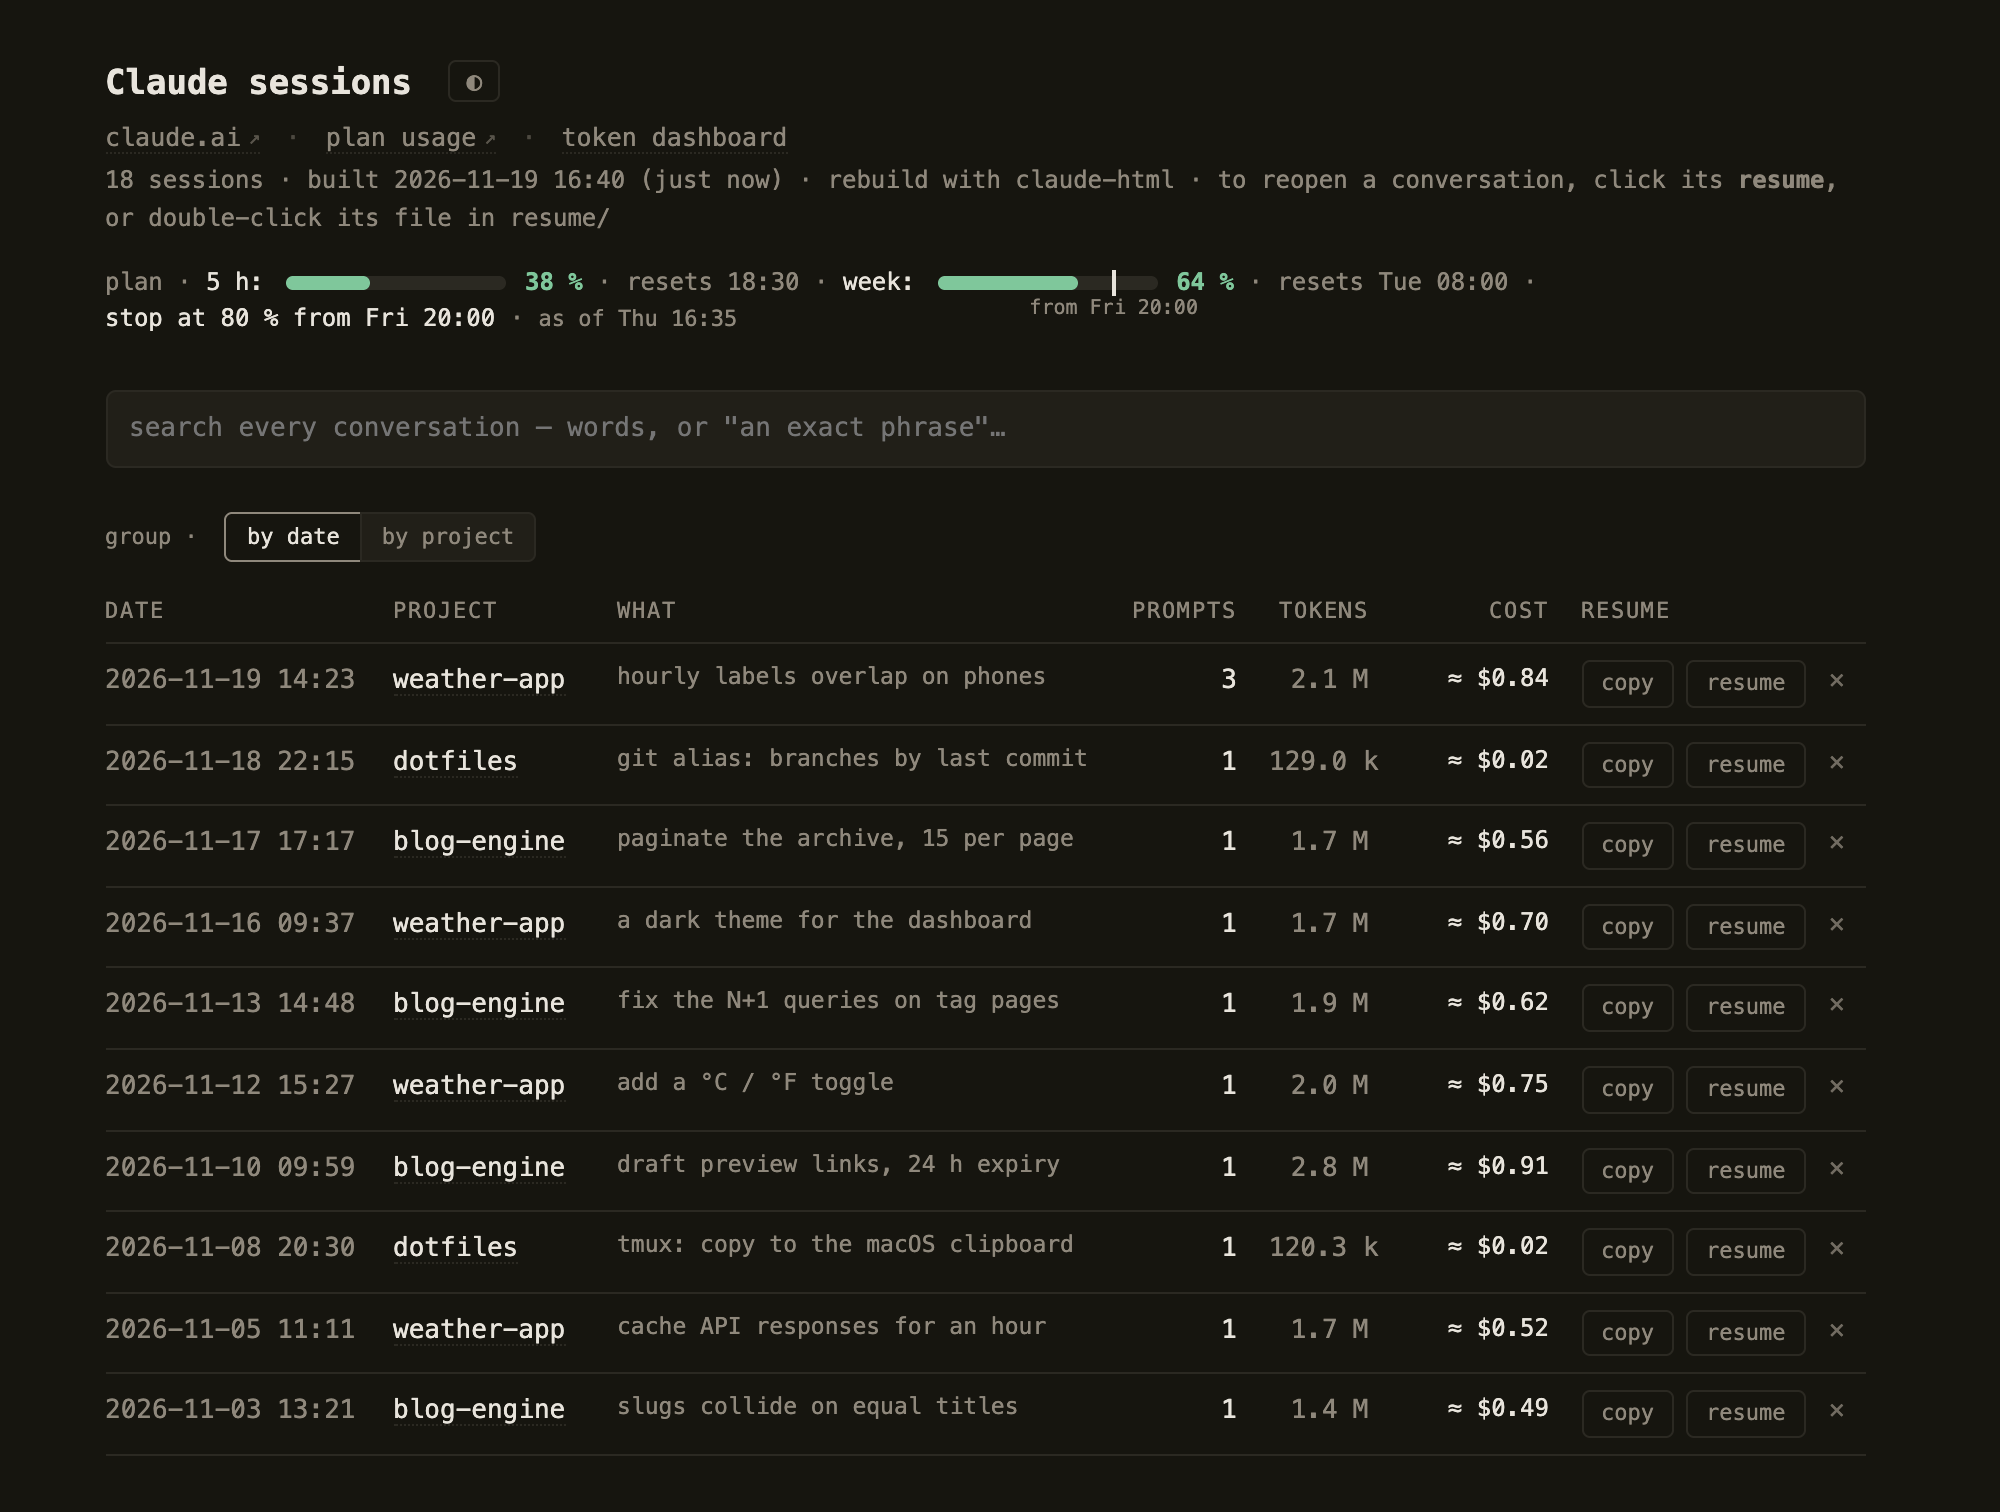 Claude sessions ◐
claude.ai ↗ · plan usage ↗ · token dashboard
18 sessions · built 2026-11-19 16:40 (just now) · rebuild with claude-html · to reopen a conversation, click its resume,
or double-click its file in resume/
plan · 5 h: 38 % · resets 18:30 · week: 64 % · resets Tue 08:00 ·
from Fri 20:00
stop at 80 % from Fri 20:00 · as of Thu 16:35
search every conversation — words, or "an exact phrase"…
group · by date by project
DATE PROJECT WHAT PROMPTS TOKENS COST RESUME
2026-11-19 14:23 weather-app hourly labels overlap on phones 3 2.1 M ≈ $0.84 copy resume ×
2026-11-18 22:15 dotfiles git alias: branches by last commit 1 129.0 k ≈ $0.02 copy resume ×
2026-11-17 17:17 blog-engine paginate the archive, 15 per page 1 1.7 M ≈ $0.56 copy resume ×
2026-11-16 09:37 weather-app a dark theme for the dashboard 1 1.7 M ≈ $0.70 copy resume ×
2026-11-13 14:48 blog-engine fix the N+1 queries on tag pages 1 1.9 M ≈ $0.62 copy resume ×
2026-11-12 15:27 weather-app add a °C / °F toggle 1 2.0 M ≈ $0.75 copy resume ×
2026-11-10 09:59 blog-engine draft preview links, 24 h expiry 1 2.8 M ≈ $0.91 copy resume ×
2026-11-08 20:30 dotfiles tmux: copy to the macOS clipboard 1 120.3 k ≈ $0.02 copy resume ×
2026-11-05 11:11 weather-app cache API responses for an hour 1 1.7 M ≈ $0.52 copy resume ×
2026-11-03 13:21 blog-engine slugs collide on equal titles 1 1.4 M ≈ $0.49 copy resume ×